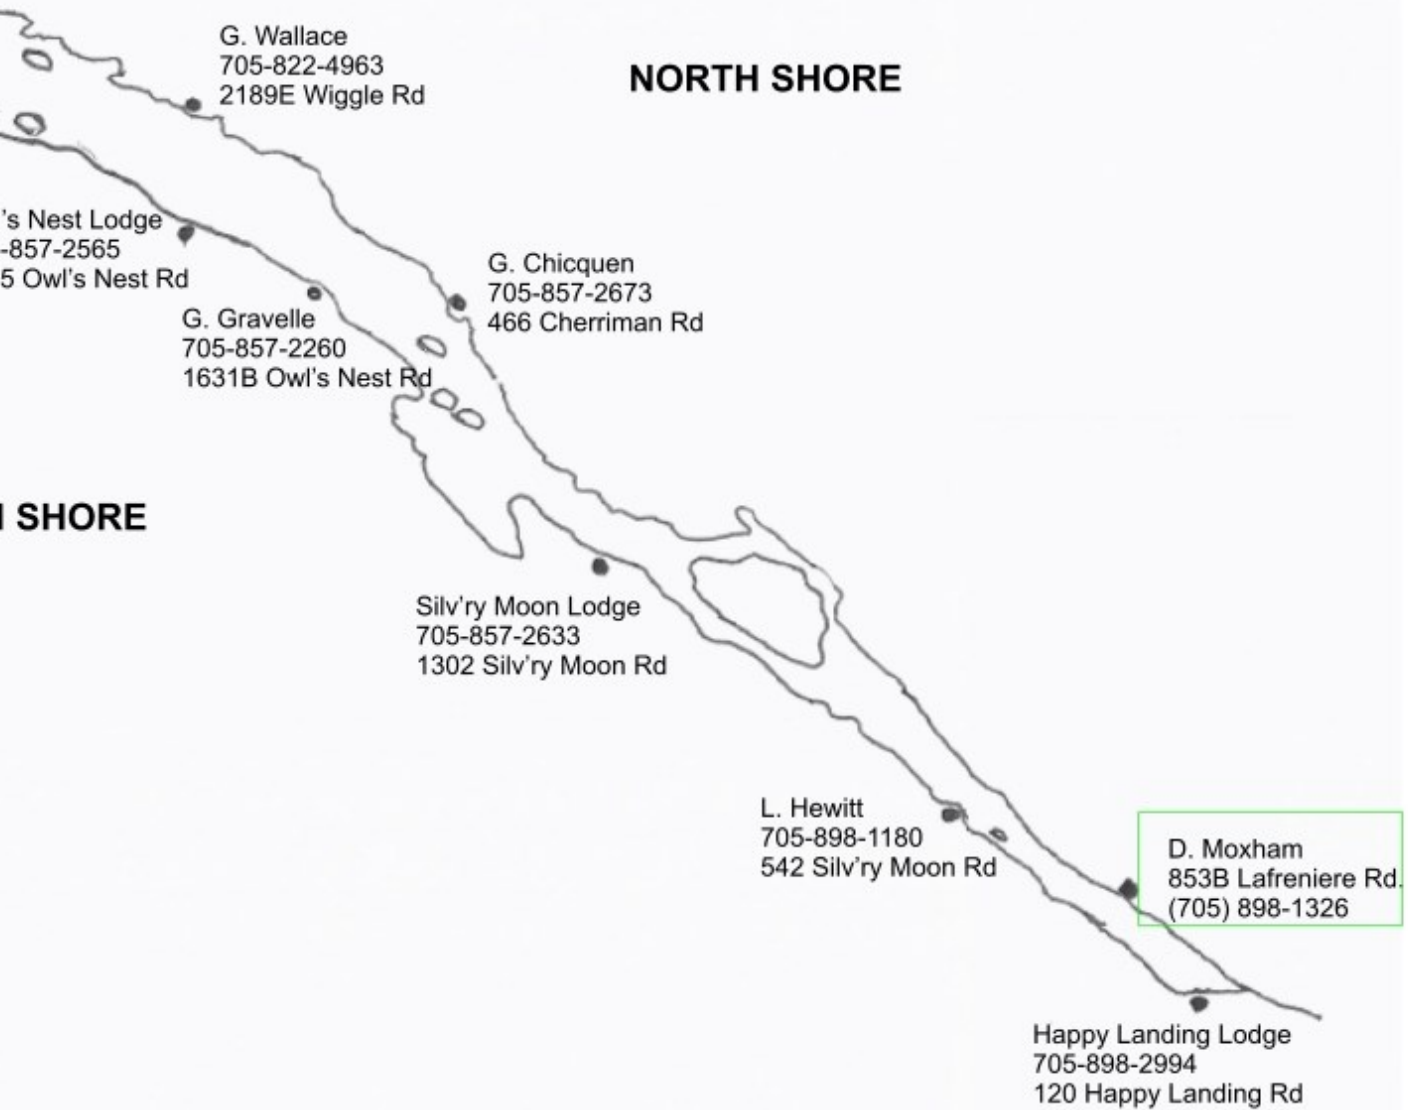 G. Wallace
705-822-4963
2189E Wiggle Rd
NORTH SHORE
's Nest Lodge
-857-2565
5 Owl's Nest Rd
G. Chicquen
705-857-2673
466 Cherriman Rd
G. Gravelle
705-857-2260
1631B Owl's Nest Rd
SHORE
Silv'ry Moon Lodge
705-857-2633
1302 Silv'ry Moon Rd
L. Hewitt
705-898-1180
542 Silv'ry Moon Rd
D. Moxham
853B Lafreniere Rd.
(705) 898-1326
Happy Landing Lodge
705-898-2994
120 Happy Landing Rd